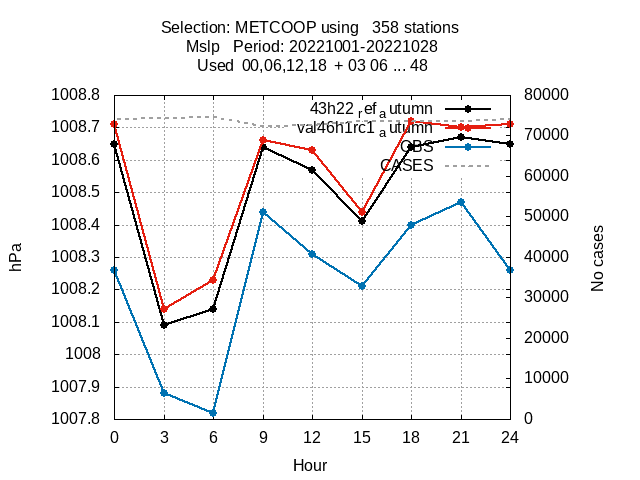 Selection: METCOOP using 358 stations
Mslp Period: 20221001-20221028
Used 00,06,12,18 + 03 06 ... 48
1008.8
1008.7
1008.6
1008.5
1008.4
1008.3
1008.2
1008.1
1008
1007.9
1007.8
hPa
43h22ref autumn
val46h1rc1autumn
OBS
CASES
80000
70000
60000
50000
40000
30000
20000
10000
0
No cases
0 3 6 9 12 15 18 21 24
Hour